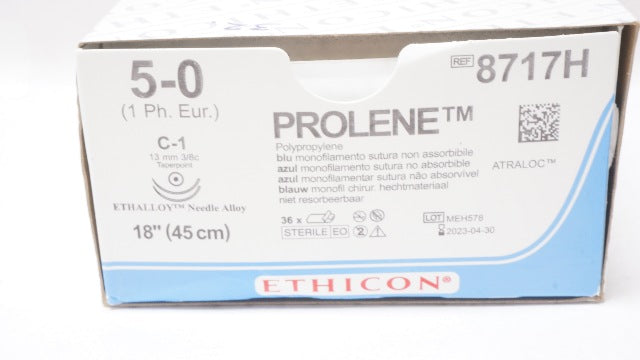 5-0
(1 Ph. Eur.)
C-1
13 mm 3/8c
Taperpoint
ETHALLOY™ Needle Alloy
18" (45 cm)
REF 8717H
PROLENE™
Polypropylene
blu monofilamento sutura non assorbibile
azul monofilamento sutura no absorbible
azul monofilamentar sutura não absorvível
blauw monofil chirur. hechtmateriaal
niet resorbeerbaar
ATRALOC™
36 x
STERILE EO
2
LOT MEH578
2023-04-30
ETHICON®